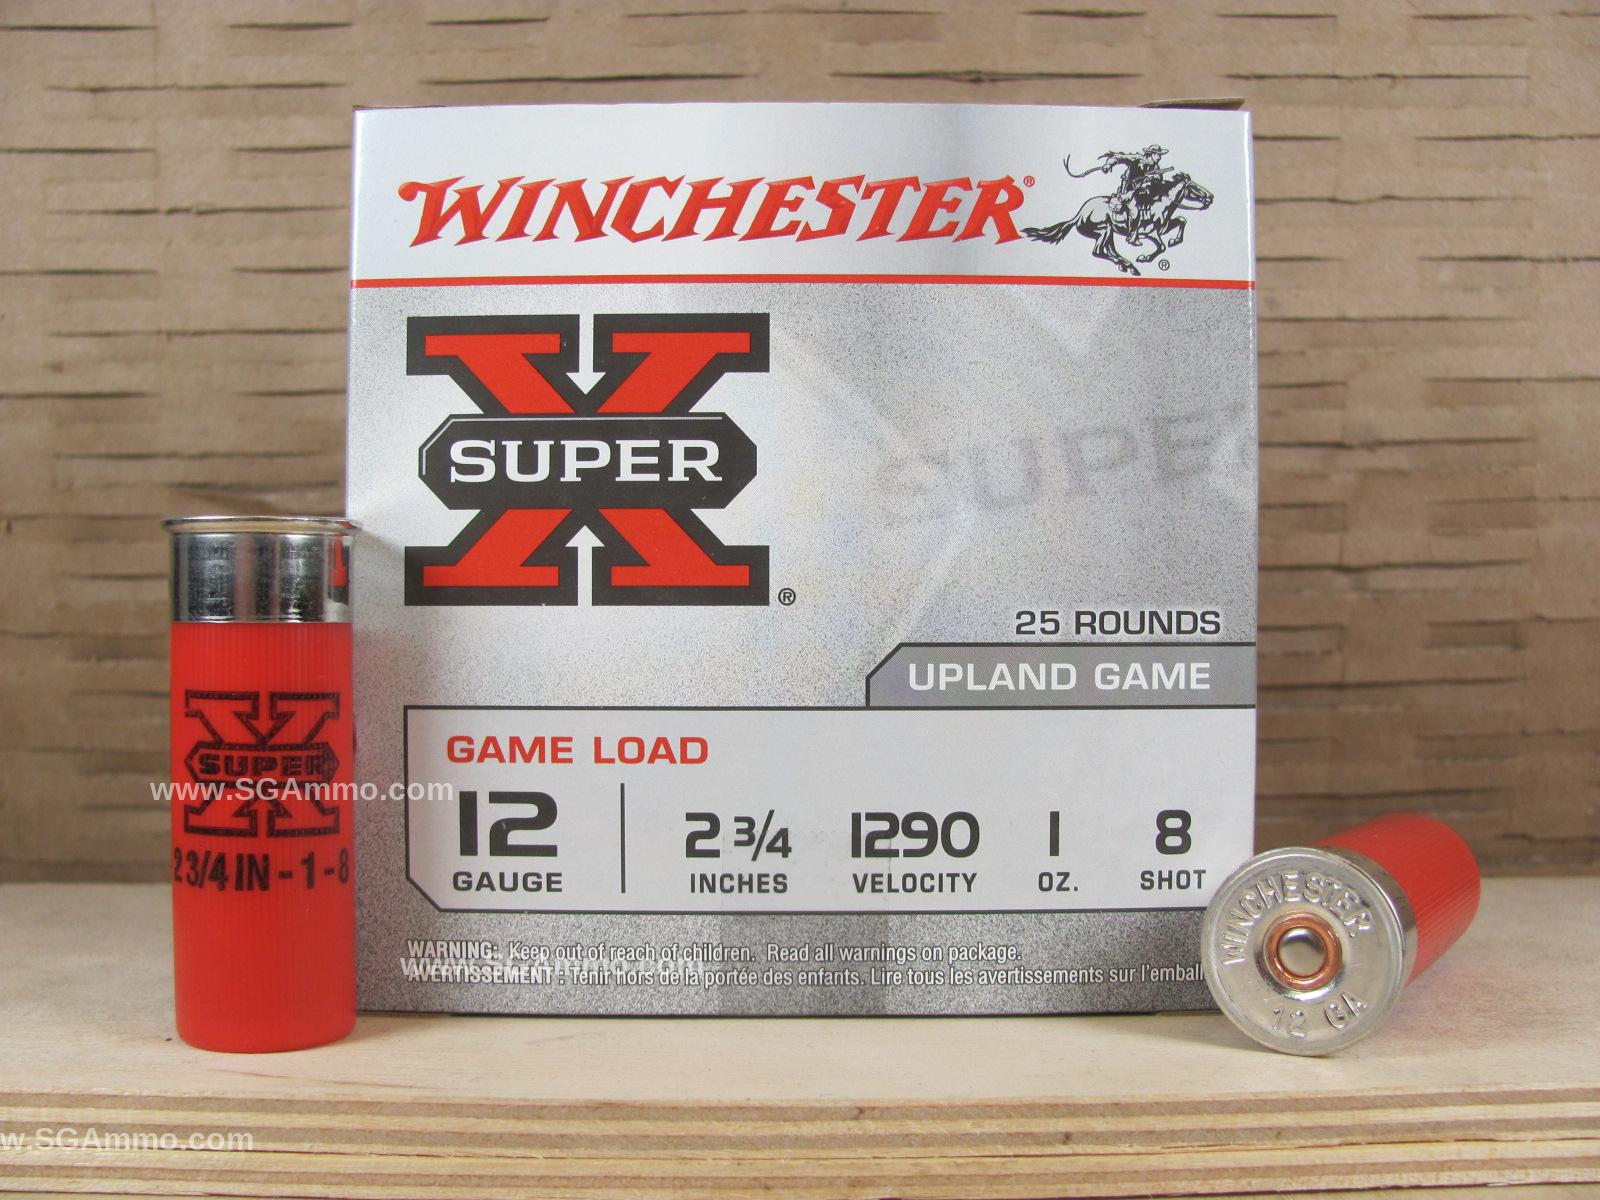 WINCHESTER®
®
SUPER
X
®
SUPER
25 ROUNDS
UPLAND GAME
GAME LOAD
12 GAUGE
2 3/4 INCHES
1290 VELOCITY
1 OZ.
8 SHOT
WARNING: Keep out of reach of children. Read all warnings on package.
AVERTISSEMENT : Tenir hors de la portée des enfants. Lire tous les avertissements sur l'emball
X
SUPER
2 3/4 IN - 1 - 8
WINCHESTER
12 GA
www.SGAmmo.com
www.SGAmmo.com
w.SGAmmo.com